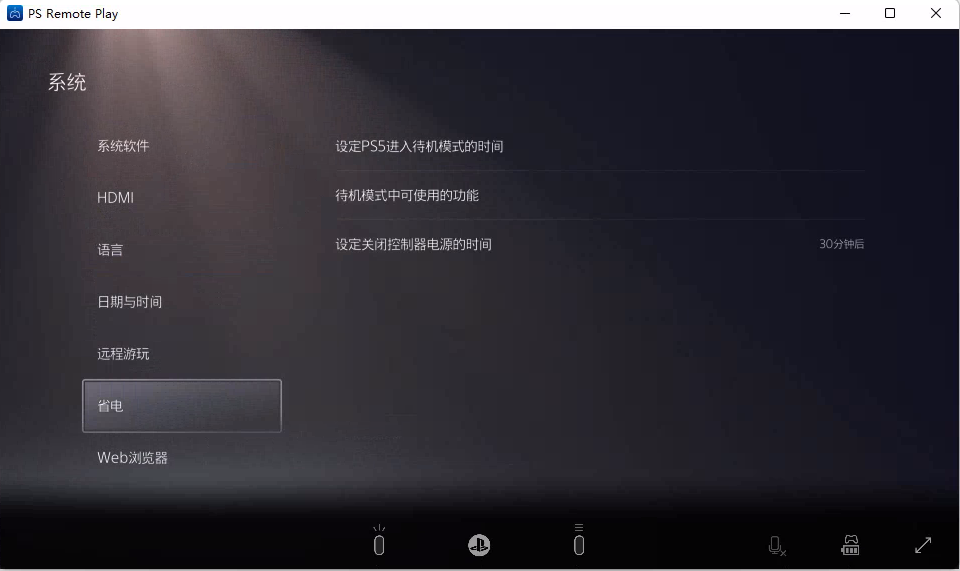 PS Remote Play
系统
系统软件
HDMI
语言
日期与时间
远程游玩
省电
Web浏览器
设定PS5进入待机模式的时间
待机模式中可使用的功能
设定关闭控制器电源的时间
30分钟后